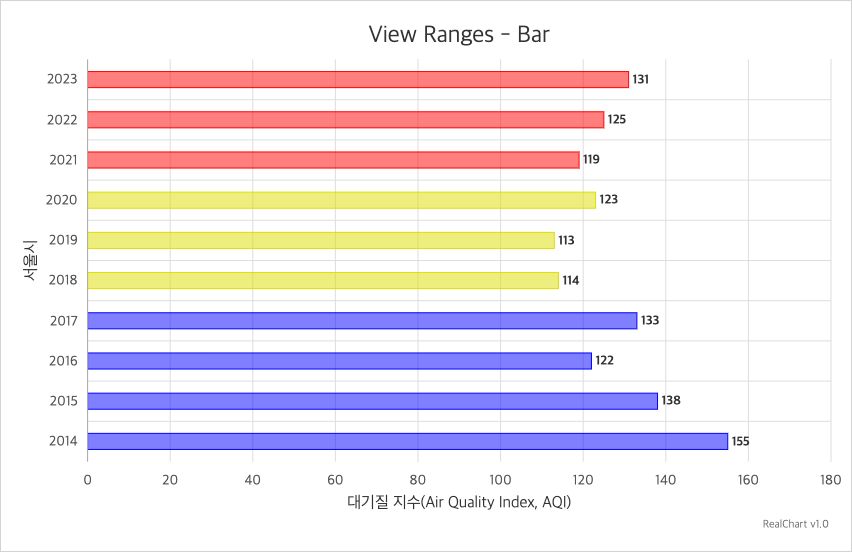 View Ranges - Bar
서울시
2023 131
2022 125
2021 119
2020 123
2019 113
2018 114
2017 133
2016 122
2015 138
2014 155
0 20 40 60 80 100 120 140 160 180
대기질 지수(Air Quality Index, AQI)
RealChart v1.0